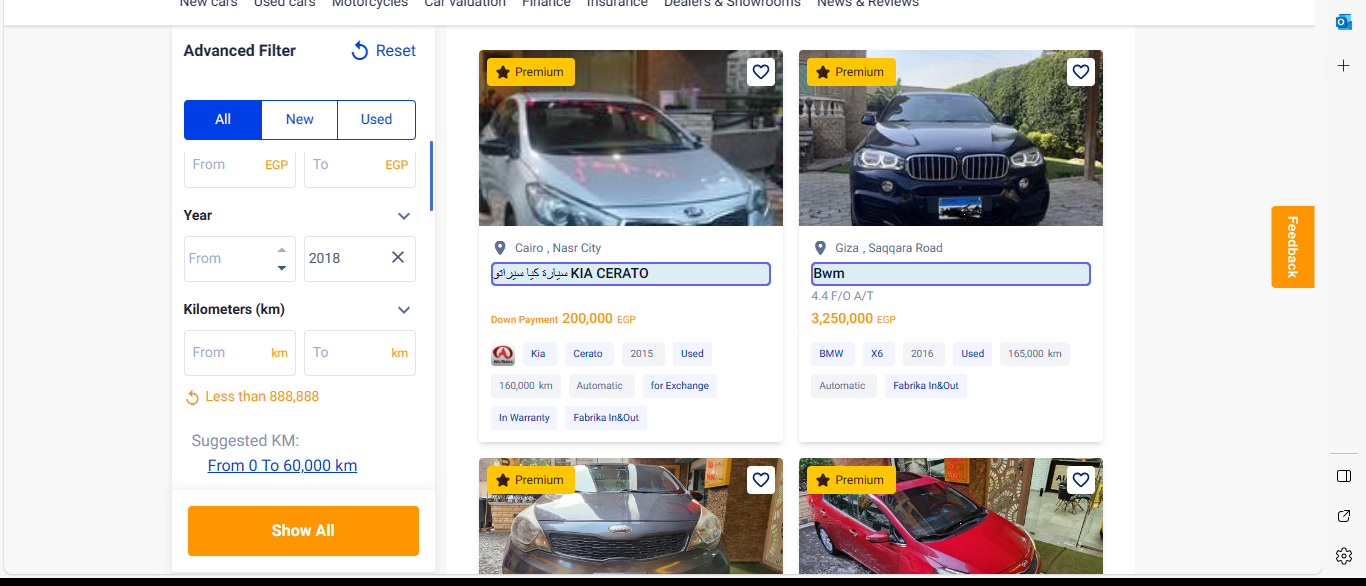 New cars Used cars Motorcycles Car Valuation Finance Insurance Dealers & Showrooms News & Reviews
Advanced Filter
Reset
All New Used
From EGP To EGP
Year
From 2018
Kilometers (km)
From km To km
Less than 888,888
Suggested KM:
From 0 To 60,000 km
Show All
Premium
Cairo , Nasr City
سيارة كيا سيراتو KIA CERATO
Down Payment 200,000 EGP
Kia Cerato 2015 Used
160,000 km Automatic for Exchange
In Warranty Fabrika In&Out
Premium
Giza , Saqqara Road
Bwm
4.4 F/O A/T
3,250,000 EGP
BMW X6 2016 Used 165,000 km
Automatic Fabrika In&Out
Premium
Premium
Feedback